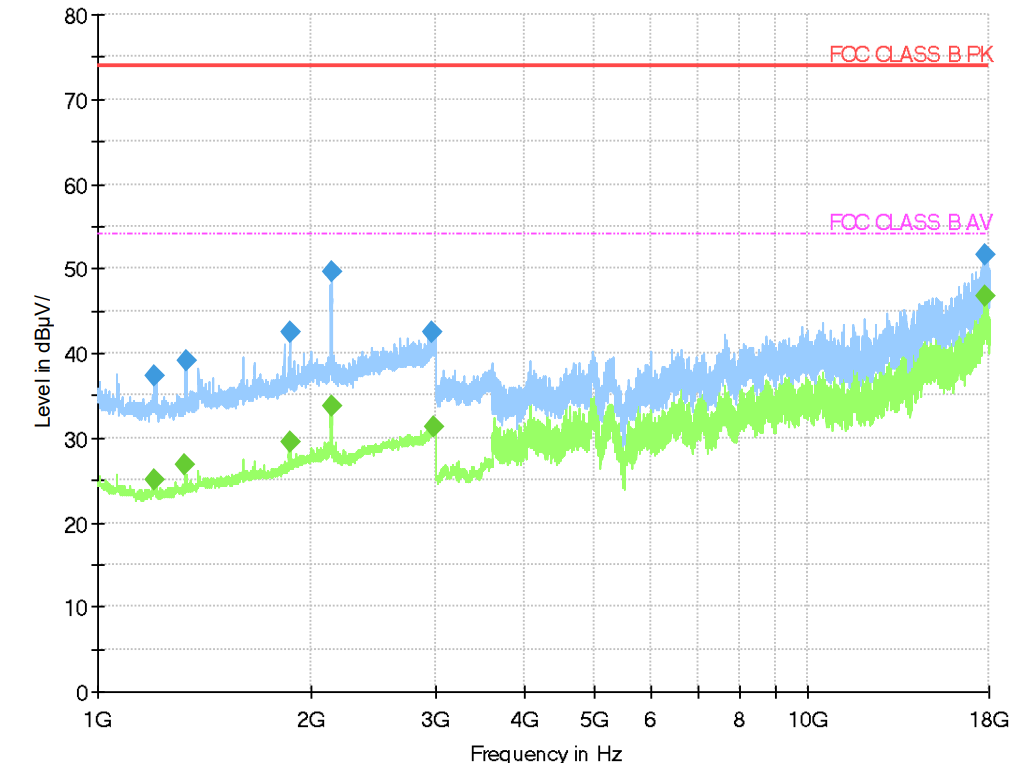 80
FCC CLASS B PK
70
60
FCC CLASS B AV
50
40
30
20
10
0
Level in dBµV/
1G 2G 3G 4G 5G 6 8 10G 18G
Frequency in Hz